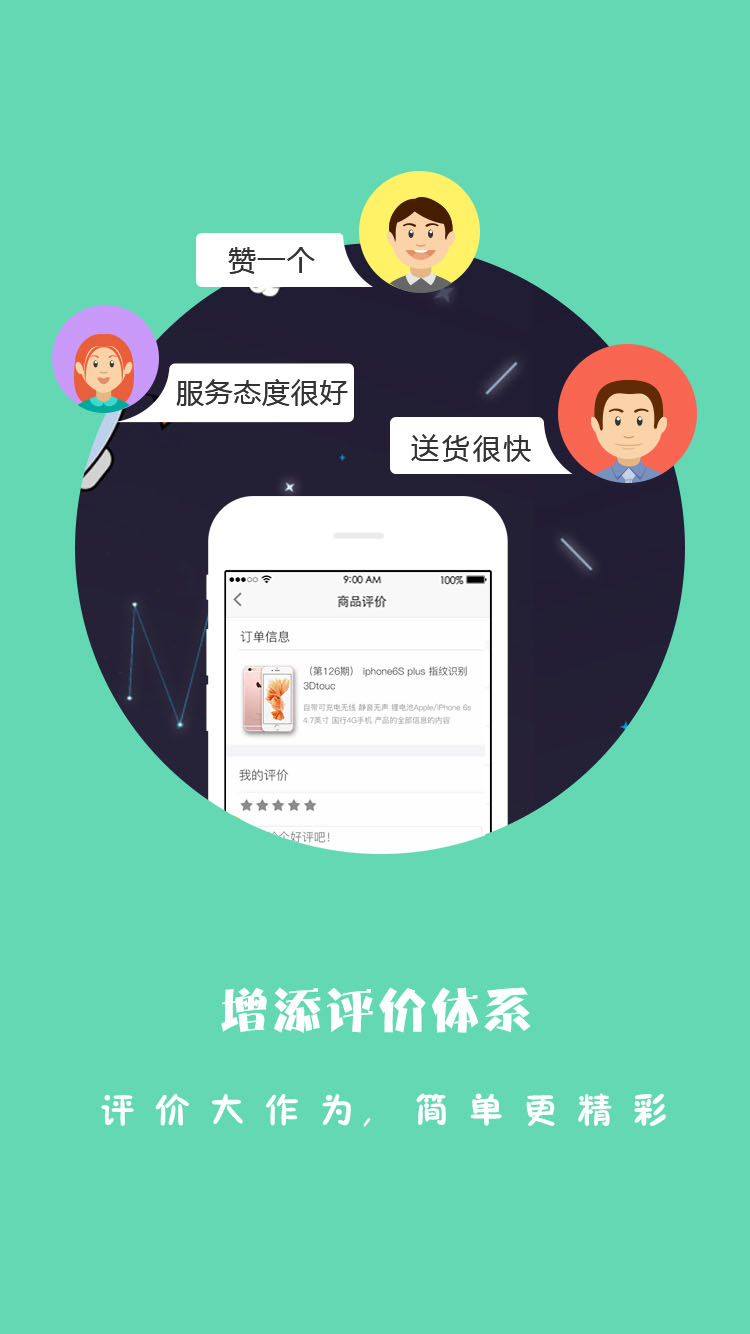 赞一个
服务态度很好
送货很快
9:00 AM
100%
商品评价
订单信息
（第126期） iphone6S plus 指纹识别
3Dtouc
自带可充电无线 静音无声 锂电池Apple/iPhone 6s
4.7英寸 国行4G手机 产品的全部信息的内容
我的评价
个好评吧!
增添评价体系
评价大作为, 简单更精彩